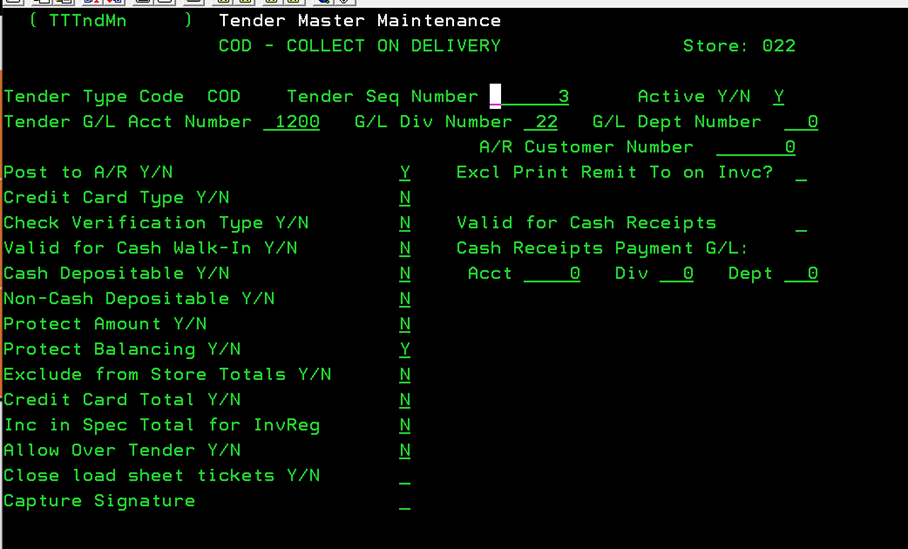 ( TTTndMn ) Tender Master Maintenance
COD - COLLECT ON DELIVERY Store: 022
Tender Type Code COD Tender Seq Number 3 Active Y/N Y
Tender G/L Acct Number 1200 G/L Div Number 22 G/L Dept Number 0
A/R Customer Number 0
Post to A/R Y/N Y Excl Print Remit To on Invc? _
Credit Card Type Y/N N
Check Verification Type Y/N N Valid for Cash Receipts _
Valid for Cash Walk-In Y/N N Cash Receipts Payment G/L:
Cash Depositable Y/N N Acct 0 Div 0 Dept 0
Non-Cash Depositable Y/N N
Protect Amount Y/N N
Protect Balancing Y/N Y
Exclude from Store Totals Y/N N
Credit Card Total Y/N N
Inc in Spec Total for InvReg N
Allow Over Tender Y/N N
Close load sheet tickets Y/N _
Capture Signature _